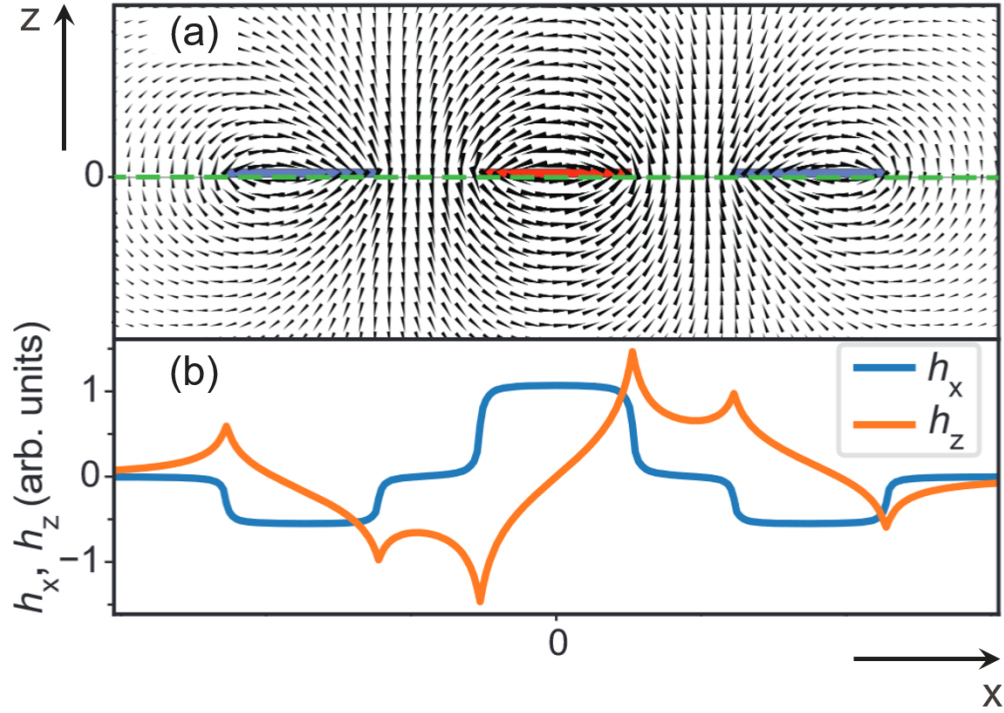 z
(a)
0
(b)
h_x, h_z (arb. units)
1
0
−1
h_x
h_z
0
x